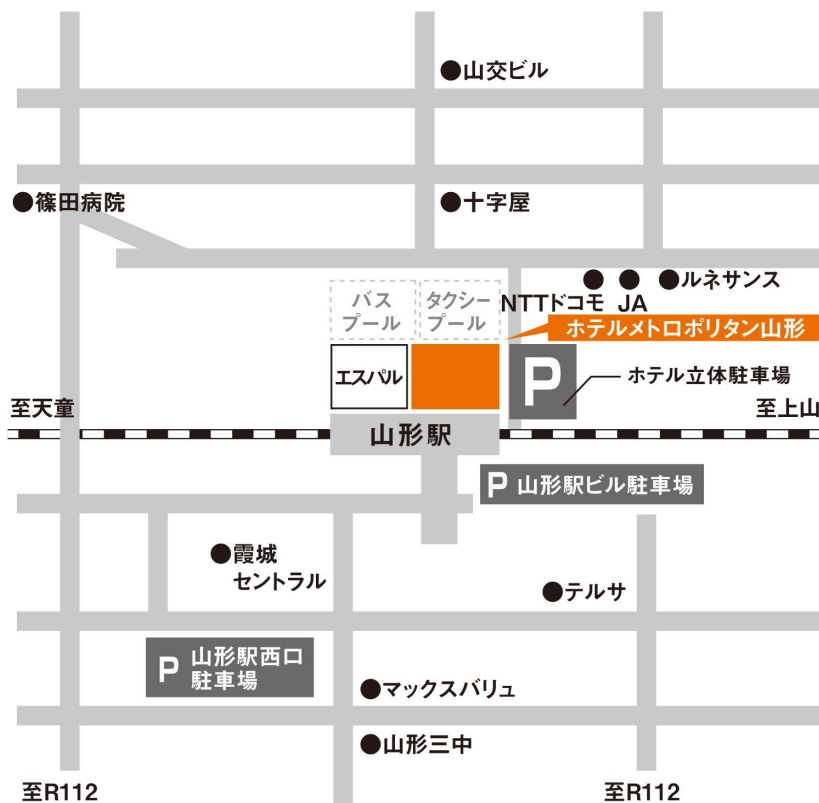 ●山交ビル
●篠田病院
●十字屋
●ルネサンス
NTTドコモ
JA
バス
プール
タクシー
プール
ホテルメトロポリタン山形
エスパル
P
ホテル立体駐車場
至天童
至上山
山形駅
P 山形駅ビル駐車場
●霞城
セントラル
●テルサ
P 山形駅西口
駐車場
●マックスバリュ
●山形三中
至R112
至R112